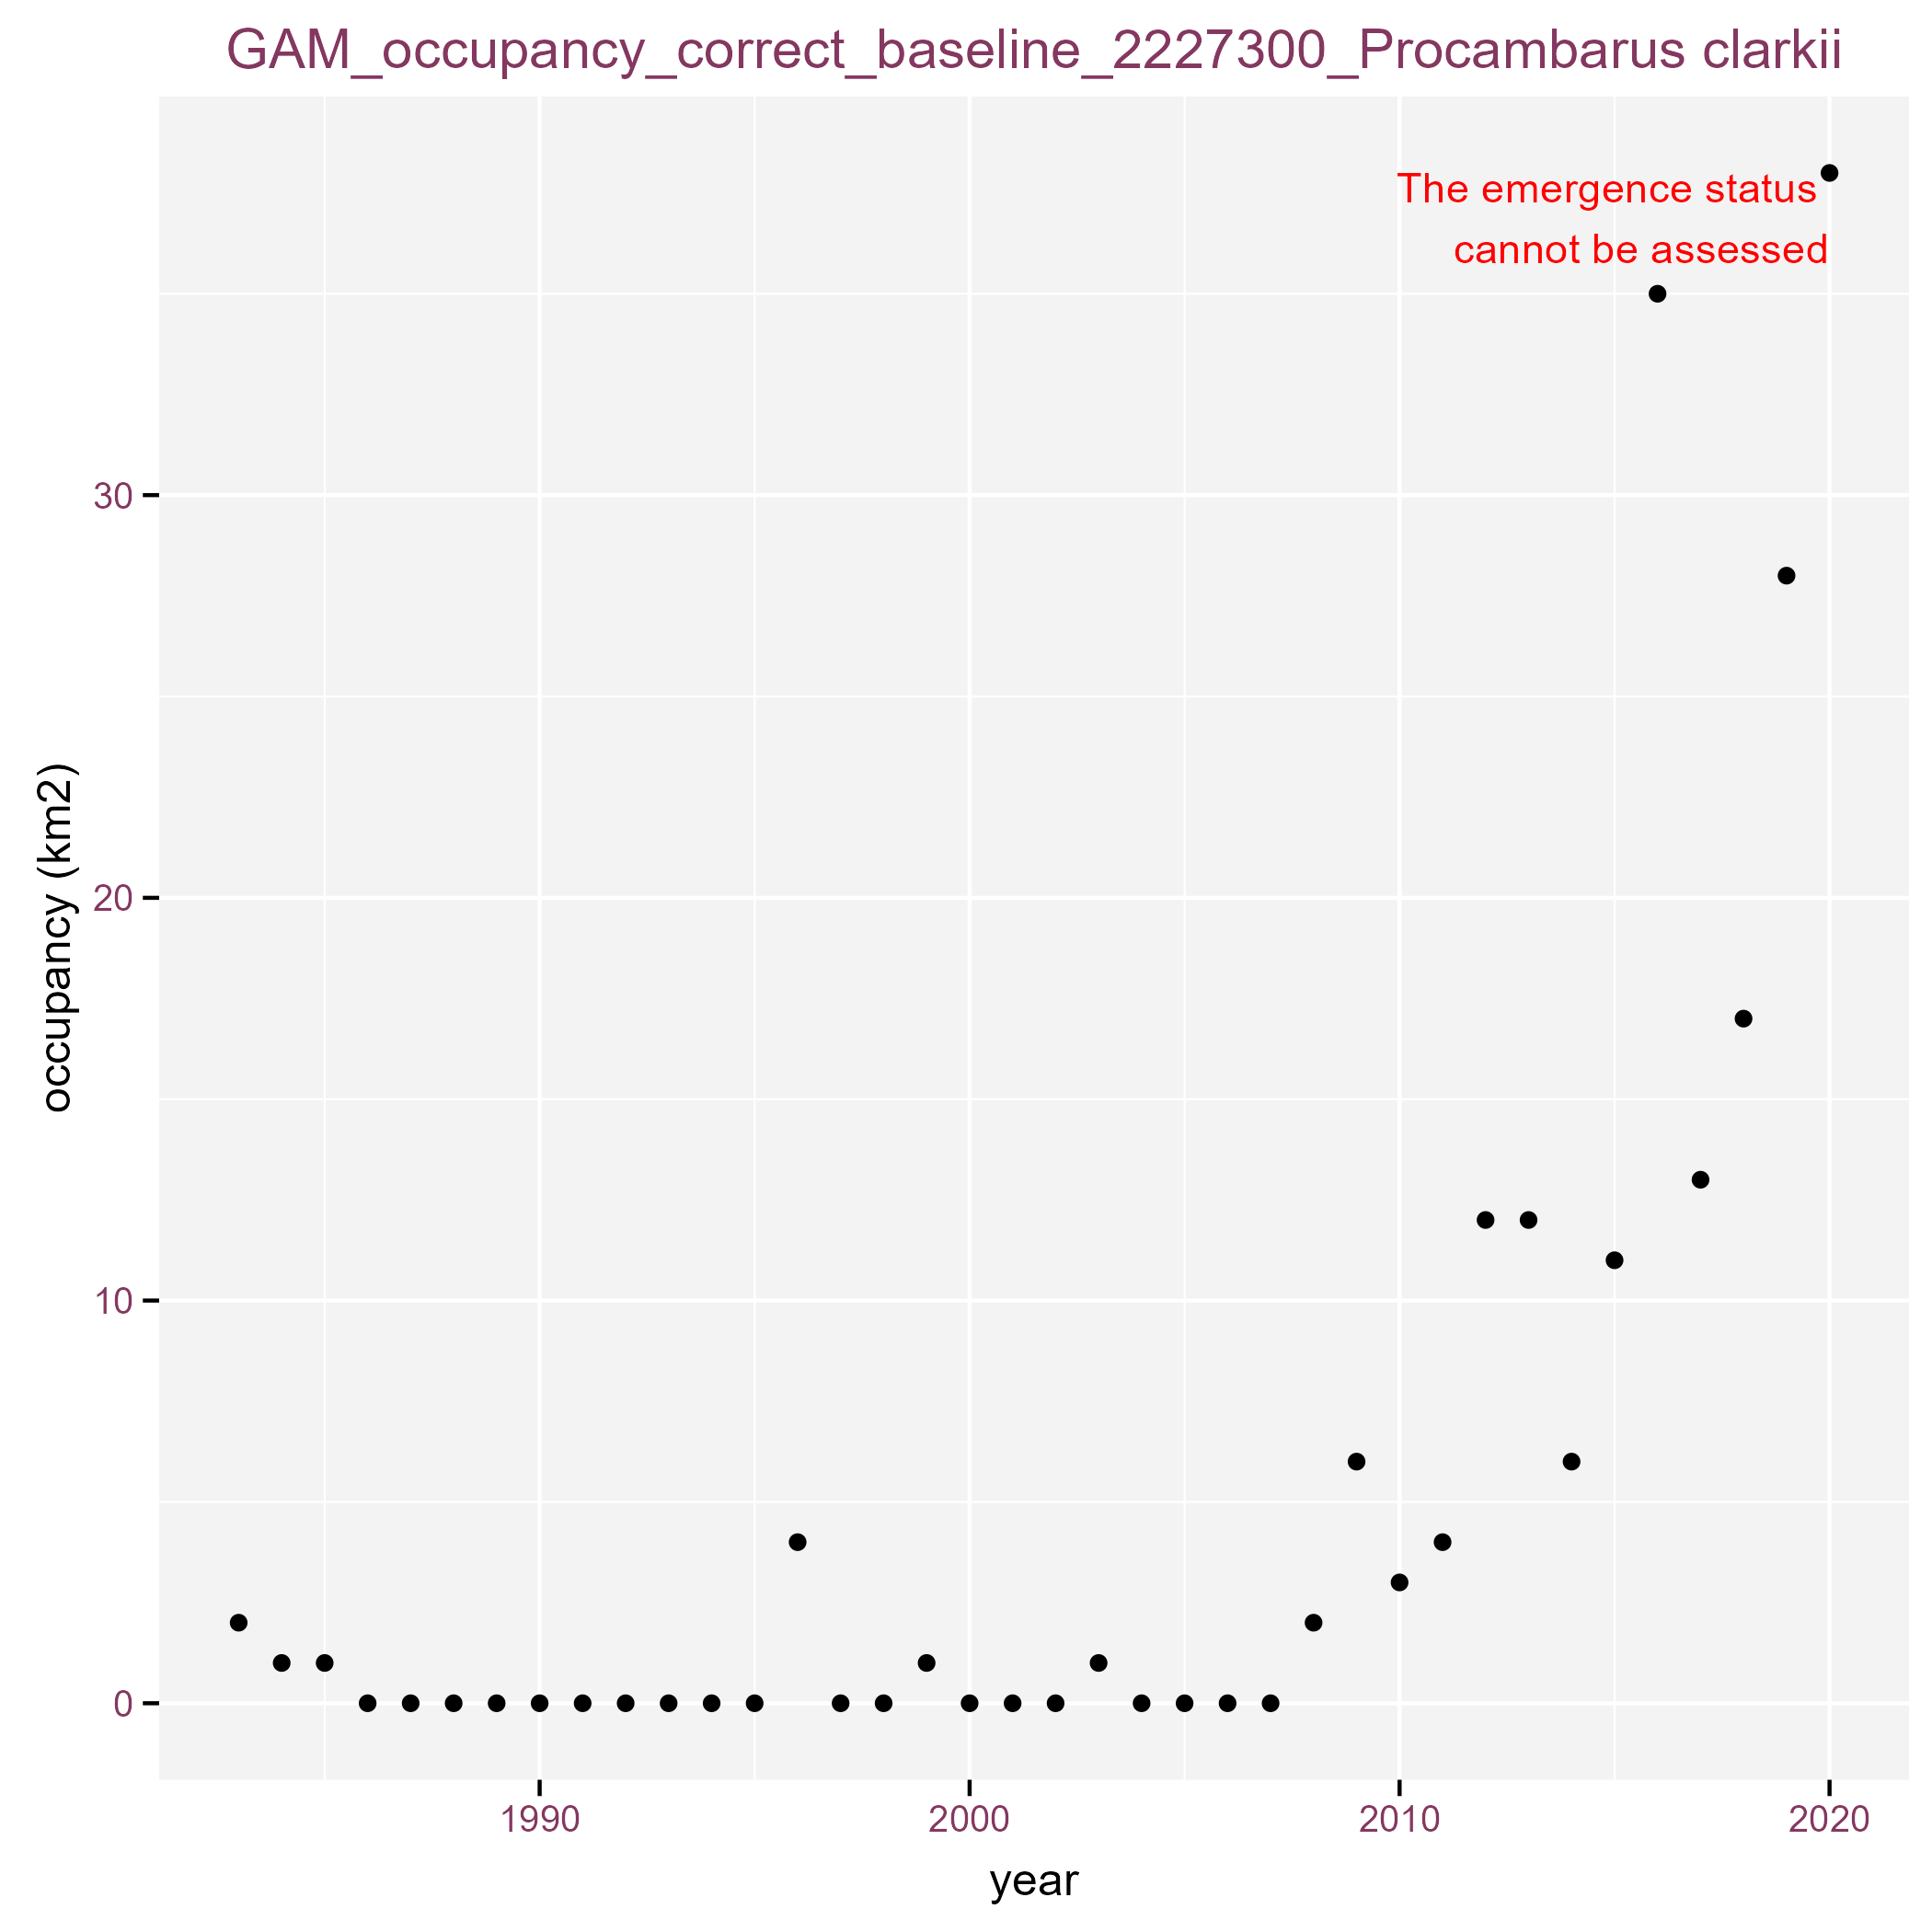 GAM_occupancy_correct_baseline_2227300_Procambarus clarkii
The emergence status
cannot be assessed
30
20
10
0
occupancy (km2)
1990 2000 2010 2020
year